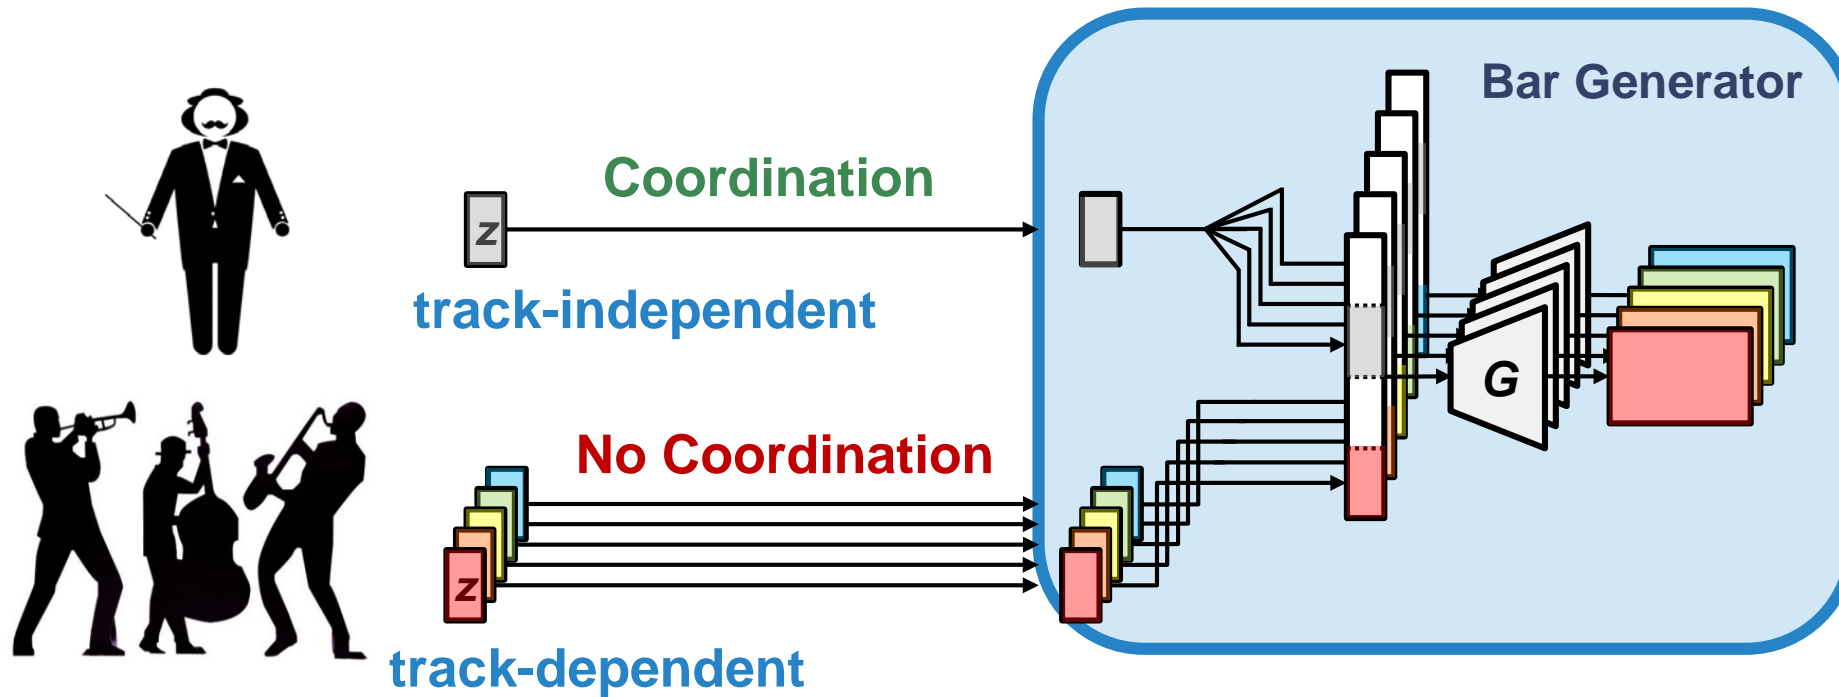 Bar Generator
Coordination
z
track-independent
G
No Coordination
z
track-dependent